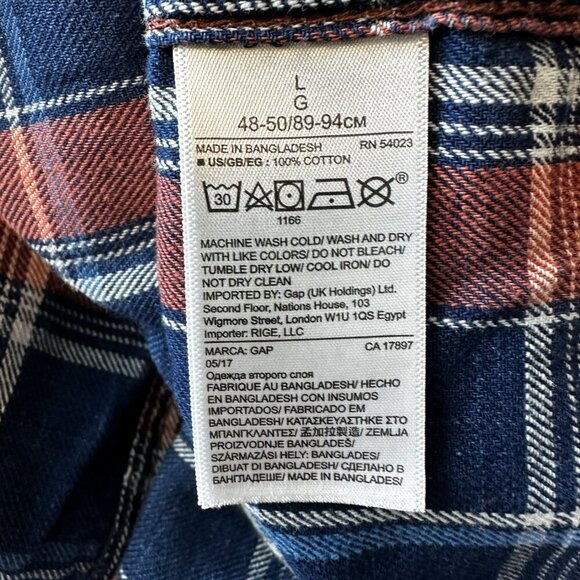 L
G
48-50/89-94CM
MADE IN BANGLADESH RN 54023
■ US/GB/EG : 100% COTTON
30 ®
1166
MACHINE WASH COLD/ WASH AND DRY
WITH LIKE COLORS/ DO NOT BLEACH/
TUMBLE DRY LOW/ COOL IRON/ DO
NOT DRY CLEAN
IMPORTED BY: Gap (UK Holdings) Ltd.
Second Floor, Nations House, 103
Wigmore Street, London W1U 1QS Egypt
Importer: RIGE, LLC
MARCA: GAP CA 17897
05/17
Одежда второго слоя
FABRIQUE AU BANGLADESH/ HECHO
EN BANGLADESH CON INSUMOS
IMPORTADOS/ FABRICADO EM
BANGLADESH/ ΚΑΤΑΣΚΕΥΑΣΤΗΚΕ ΣΤΟ
ΜΠΑΝΓΚΛΑΝΤΕΣ/ 孟加拉製造/ ZEMLJA
PROIZVODNJE BANGLADEŠ/
SZÁRMAZÁSI HELY: BANGLADES/
DIBUAT DI BANGLADESH/ СДЕЛАНО В
БАНГЛАДЕШЕ/ MADE IN BANGLADES/